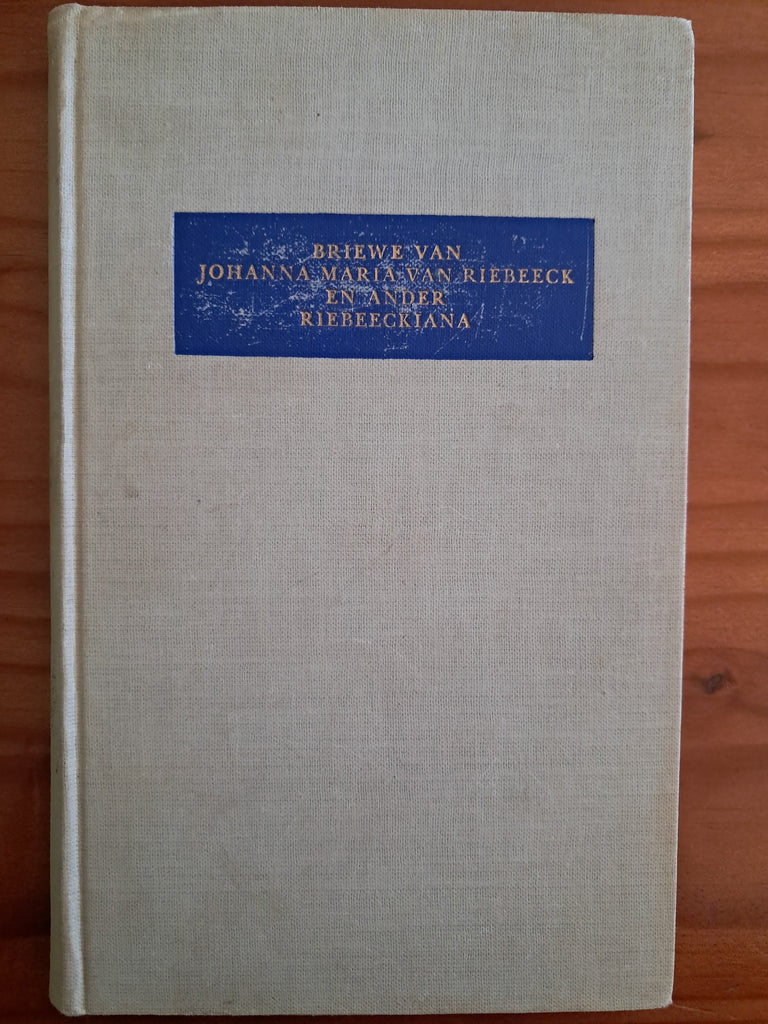 BRIEWE VAN
JOHANNA MARIA VAN RIEBEECK
EN ANDER
RIEBEECKIANA